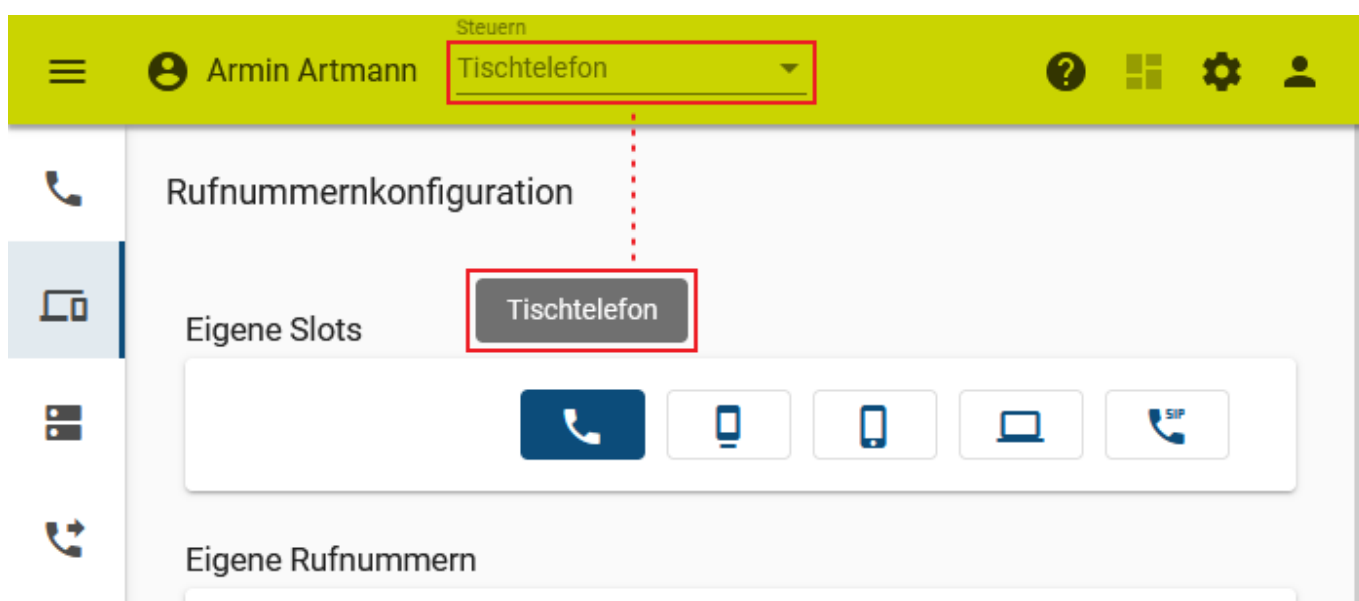 Steuern
Armin Artmann
Tischtelefon
Rufnummernkonfiguration
Tischtelefon
Eigene Slots
SIP
Eigene Rufnummern